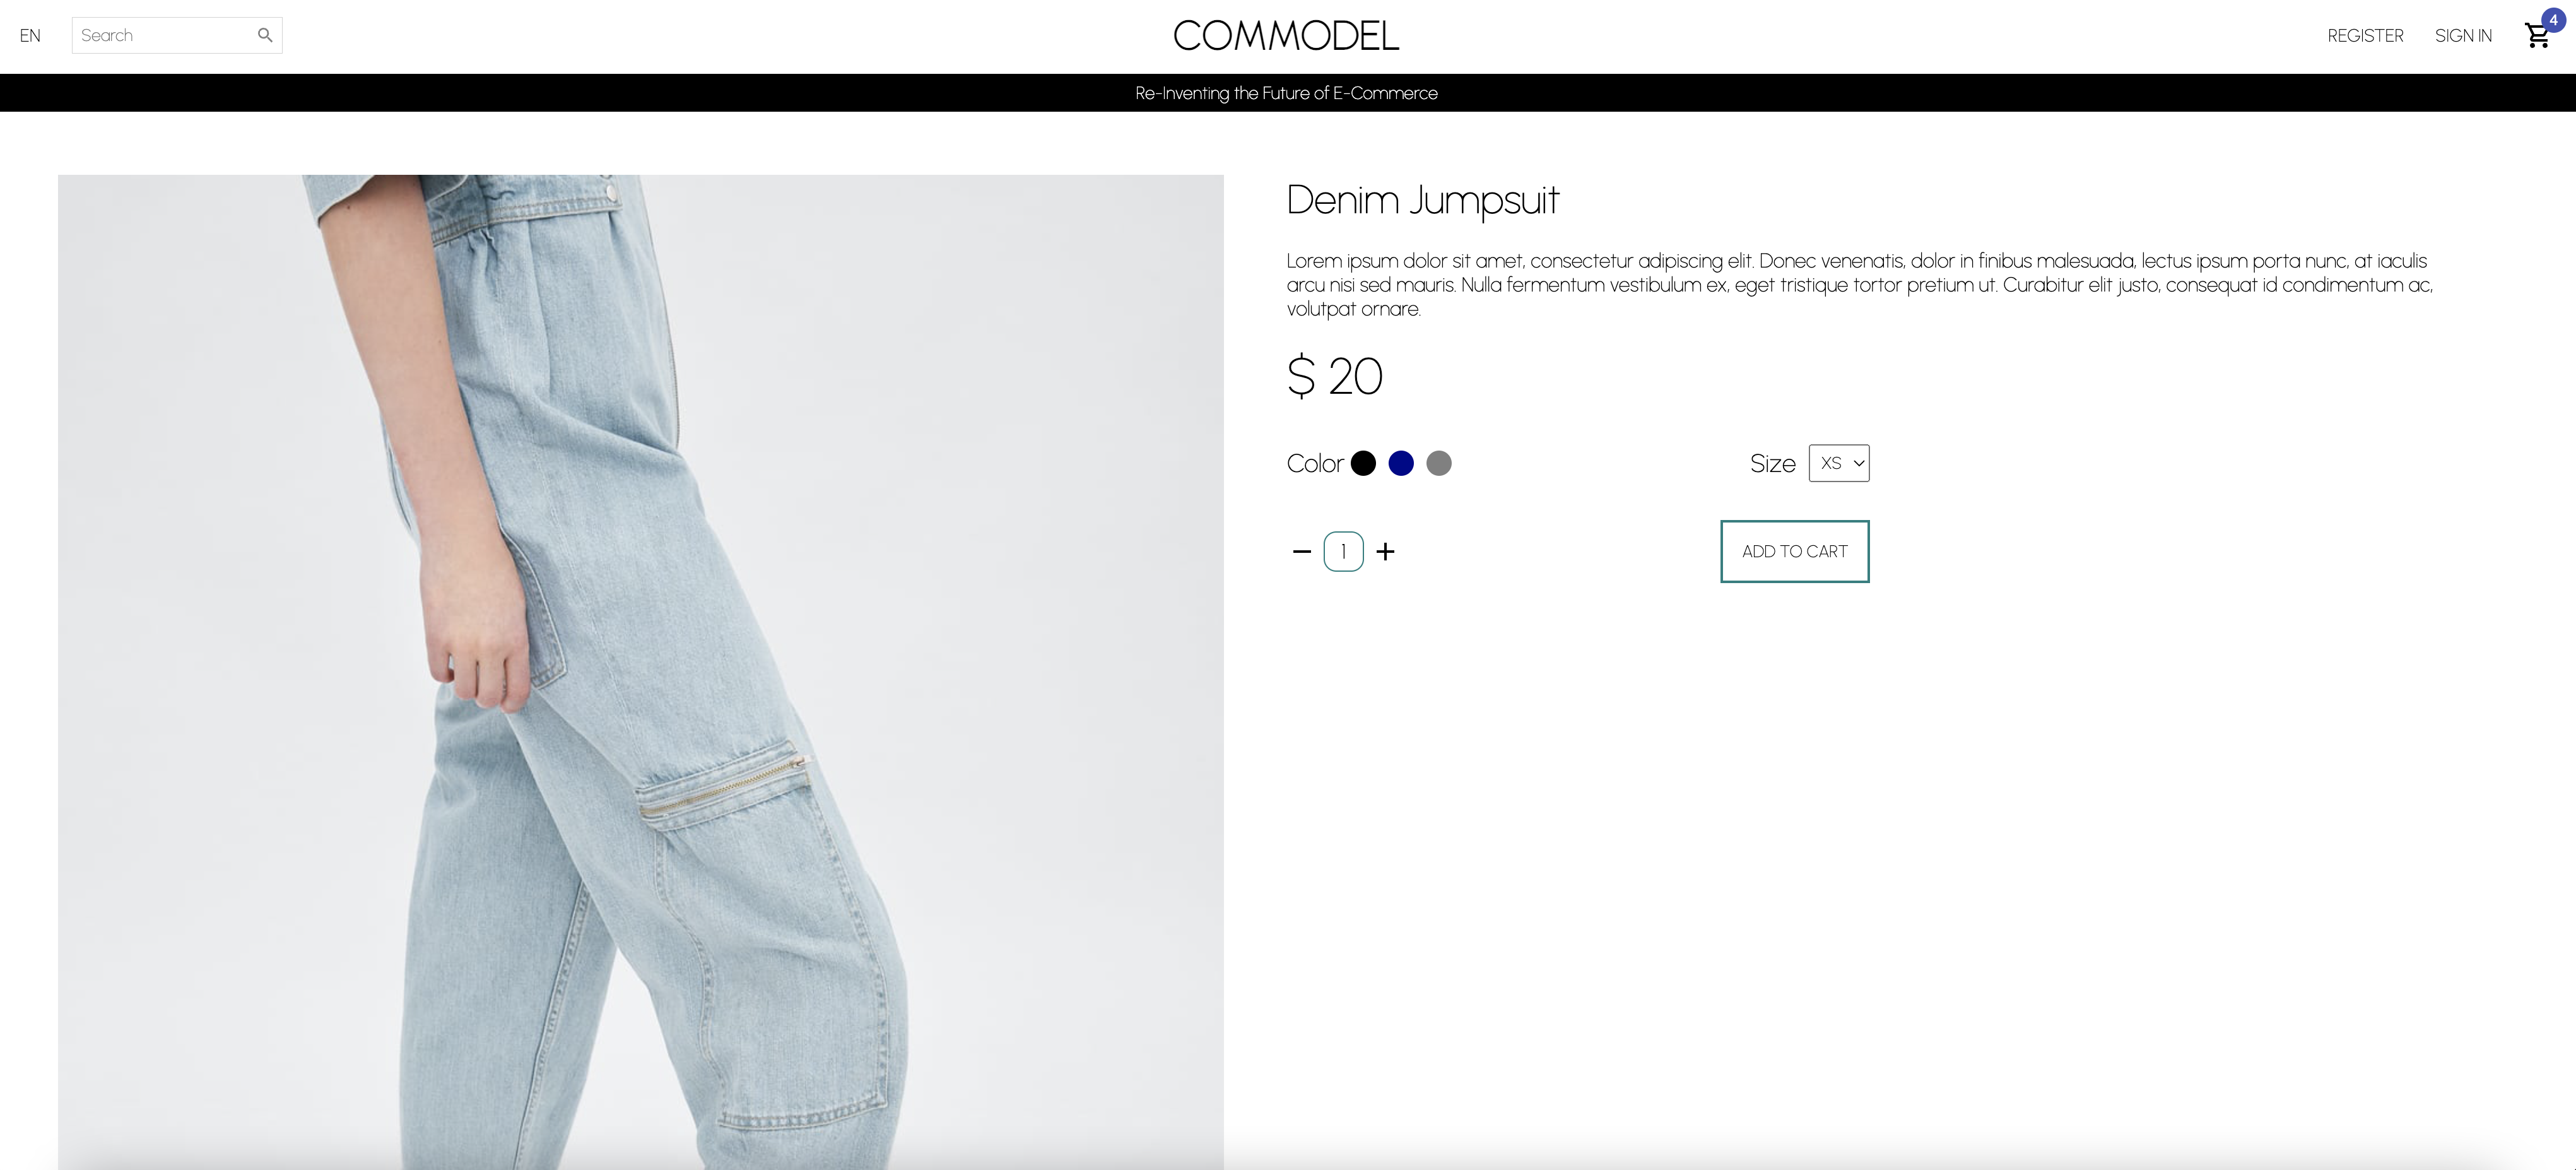 EN
Search
COMMODEL
REGISTER
SIGN IN
4
Re-Inventing the Future of E-Commerce
Denim Jumpsuit
Lorem ipsum dolor sit amet, consectetur adipiscing elit. Donec venenatis, dolor in finibus malesuada, lectus ipsum porta nunc, at iaculis
arcu nisi sed mauris. Nulla fermentum vestibulum ex, eget tristique tortor pretium ut. Curabitur elit justo, consequat id condimentum ac,
volutpat ornare.
$ 20
Color
Size
XS
1
ADD TO CART